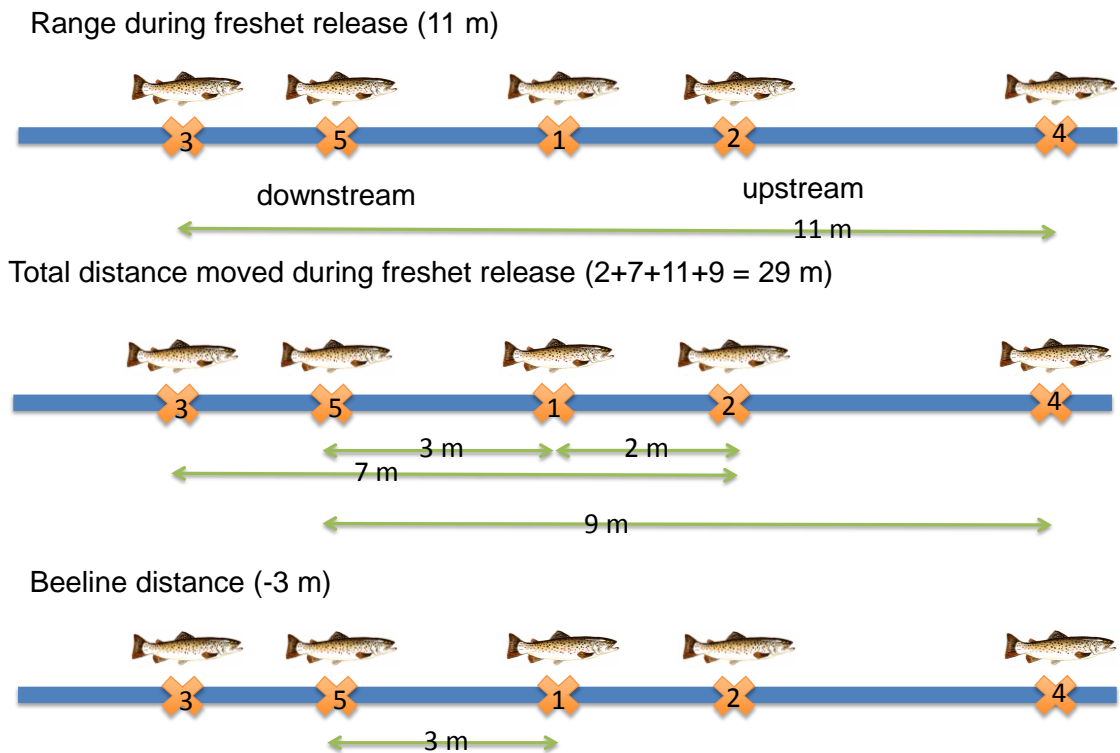 Range during freshet release (11 m)
3 5 1 2 4
downstream upstream
11 m
Total distance moved during freshet release (2+7+11+9 = 29 m)
3 5 1 2 4
3 m 2 m
7 m
9 m
Beeline distance (-3 m)
3 5 1 2 4
3 m